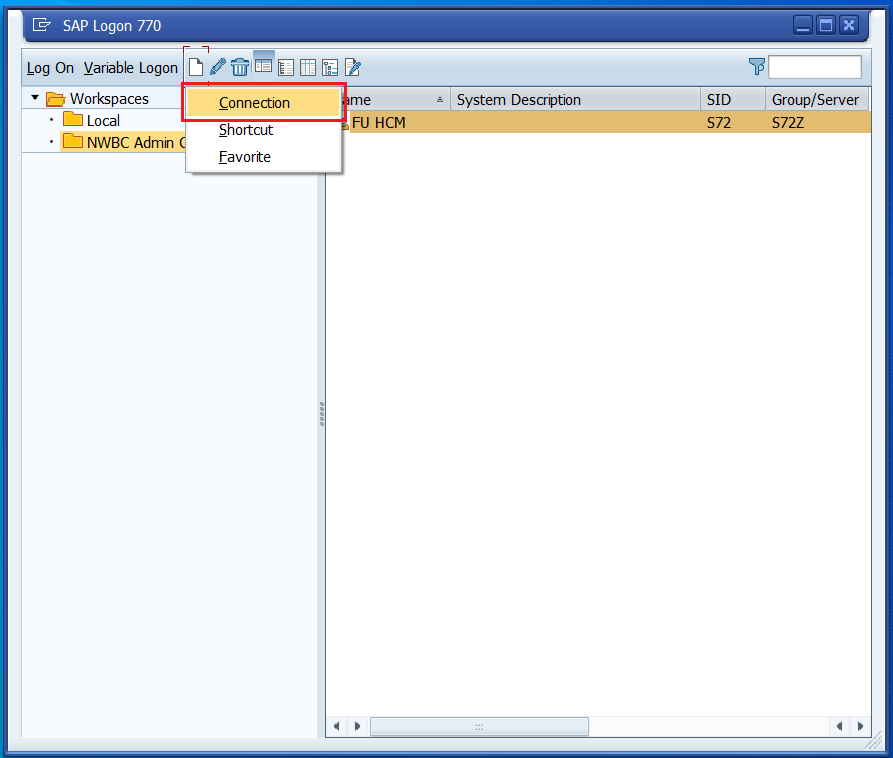 SAP Logon 770
Log On Variable Logon
Workspaces
Local
NWBC Admin
Connection
Shortcut
Favorite
System Description SID Group/Server
FU HCM S72 S72Z